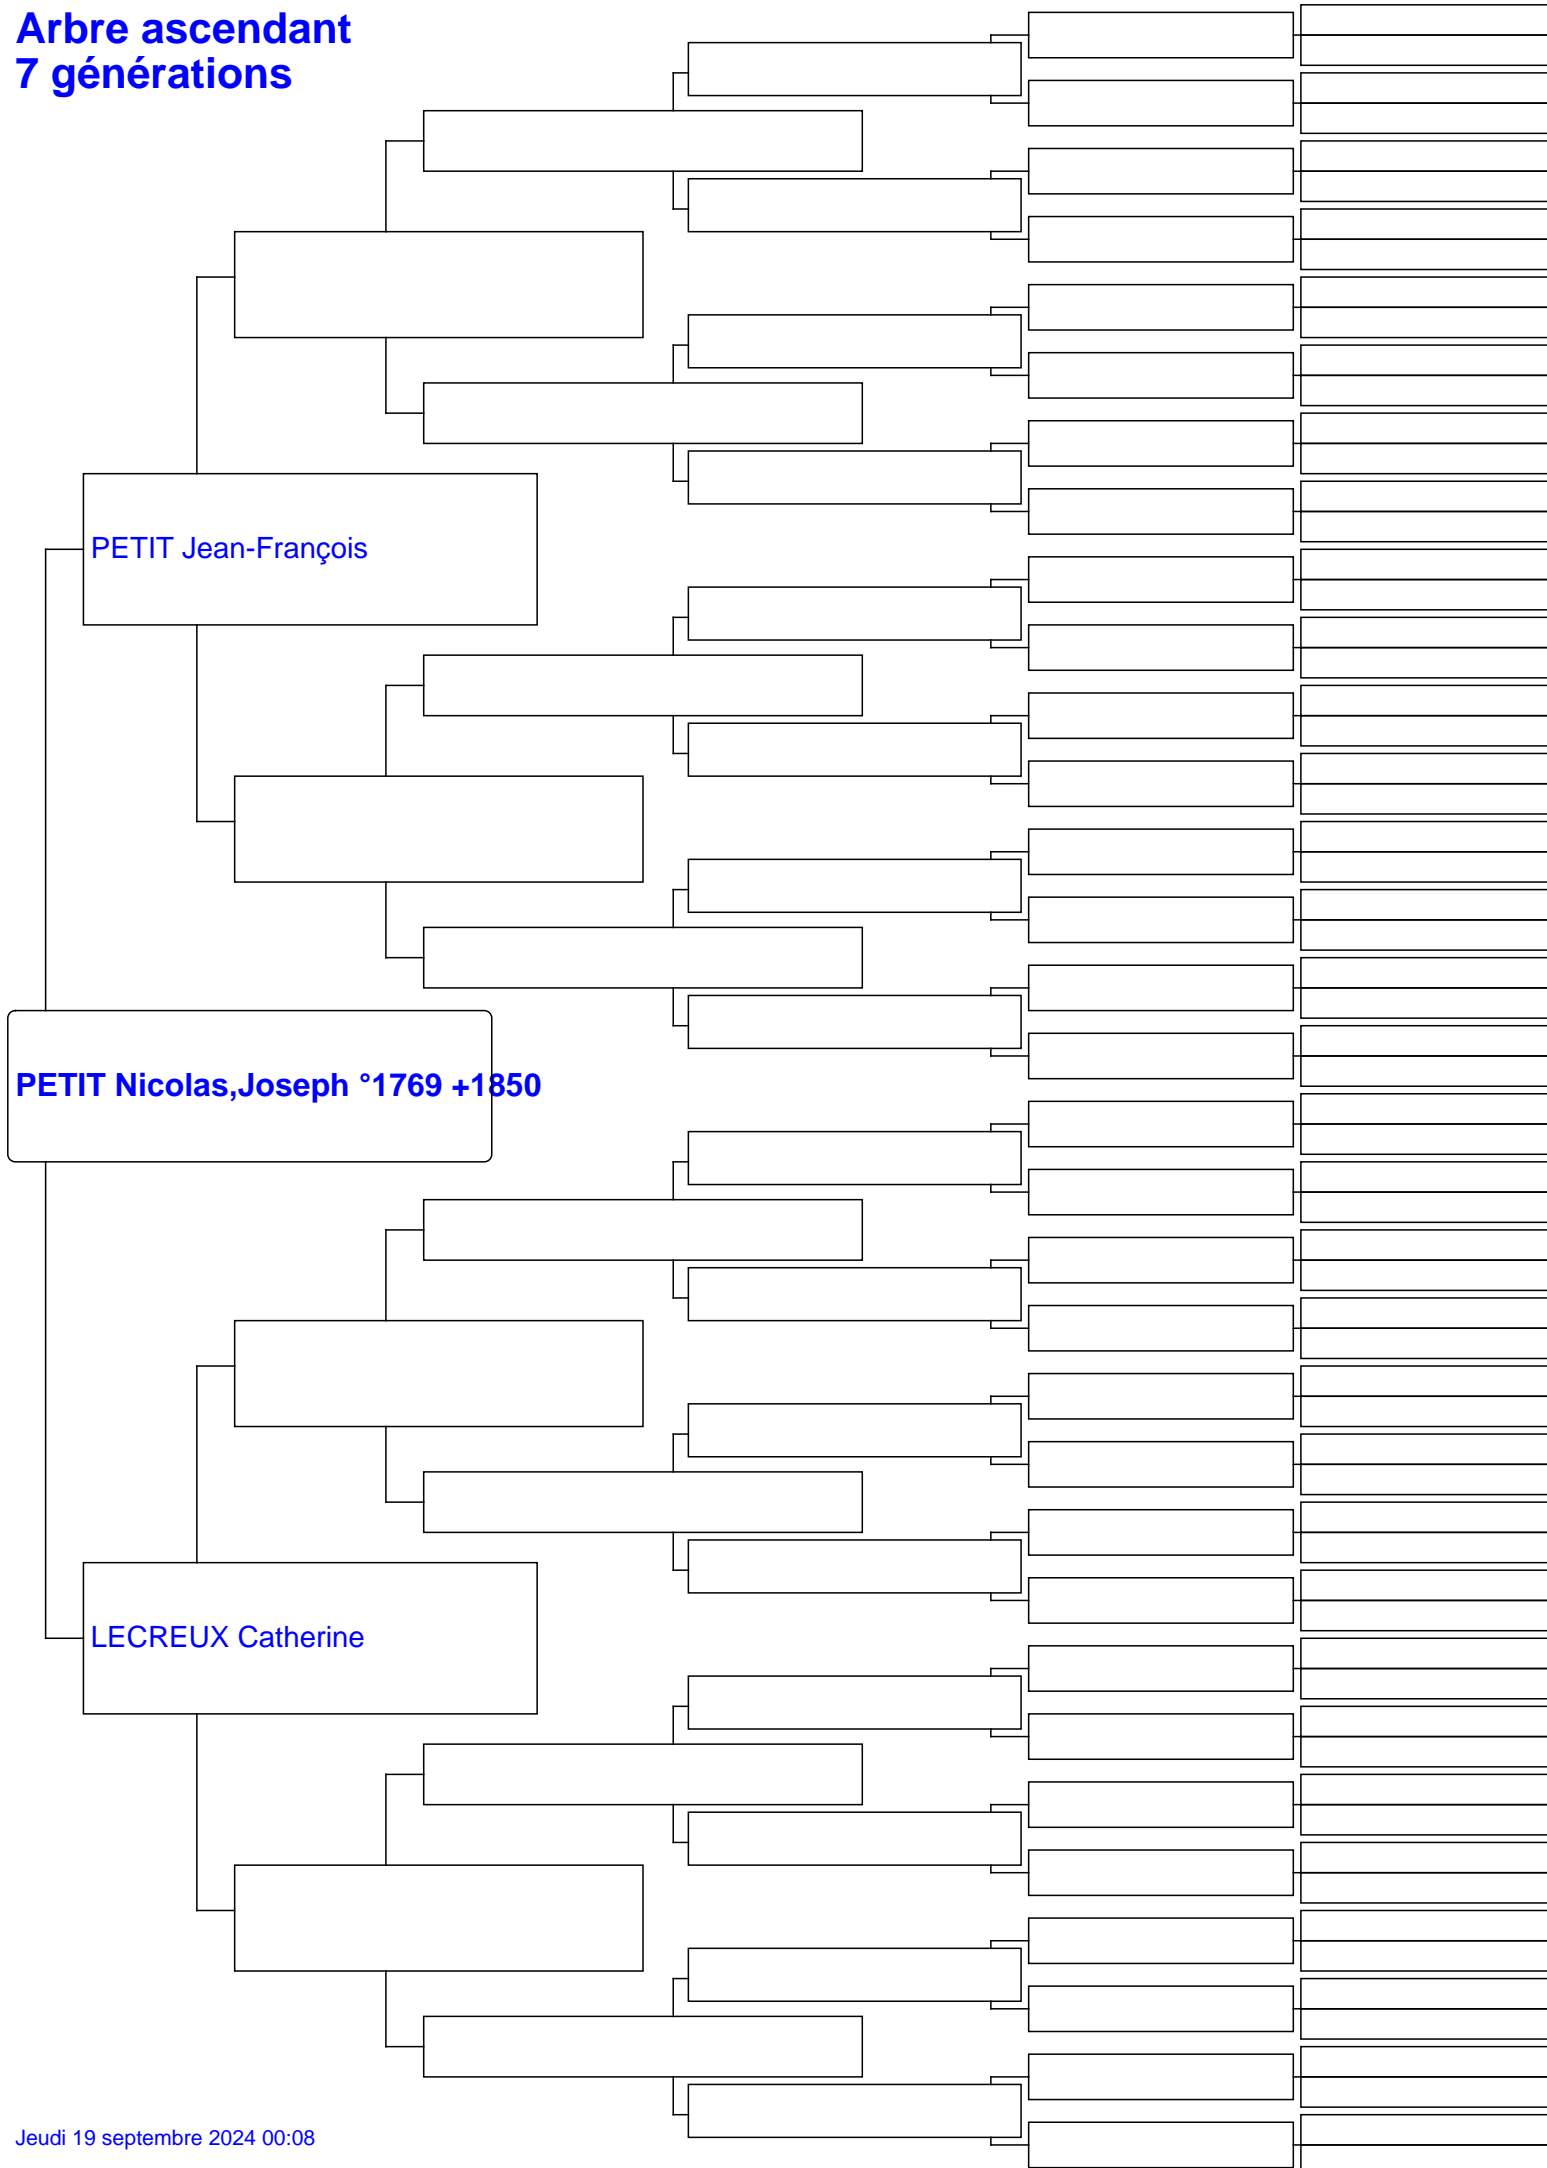 Arbre ascendant
7 générations
PETIT Jean-François
PETIT Nicolas,Joseph °1769 +1850
LECREUX Catherine
Jeudi 19 septembre 2024 00:08